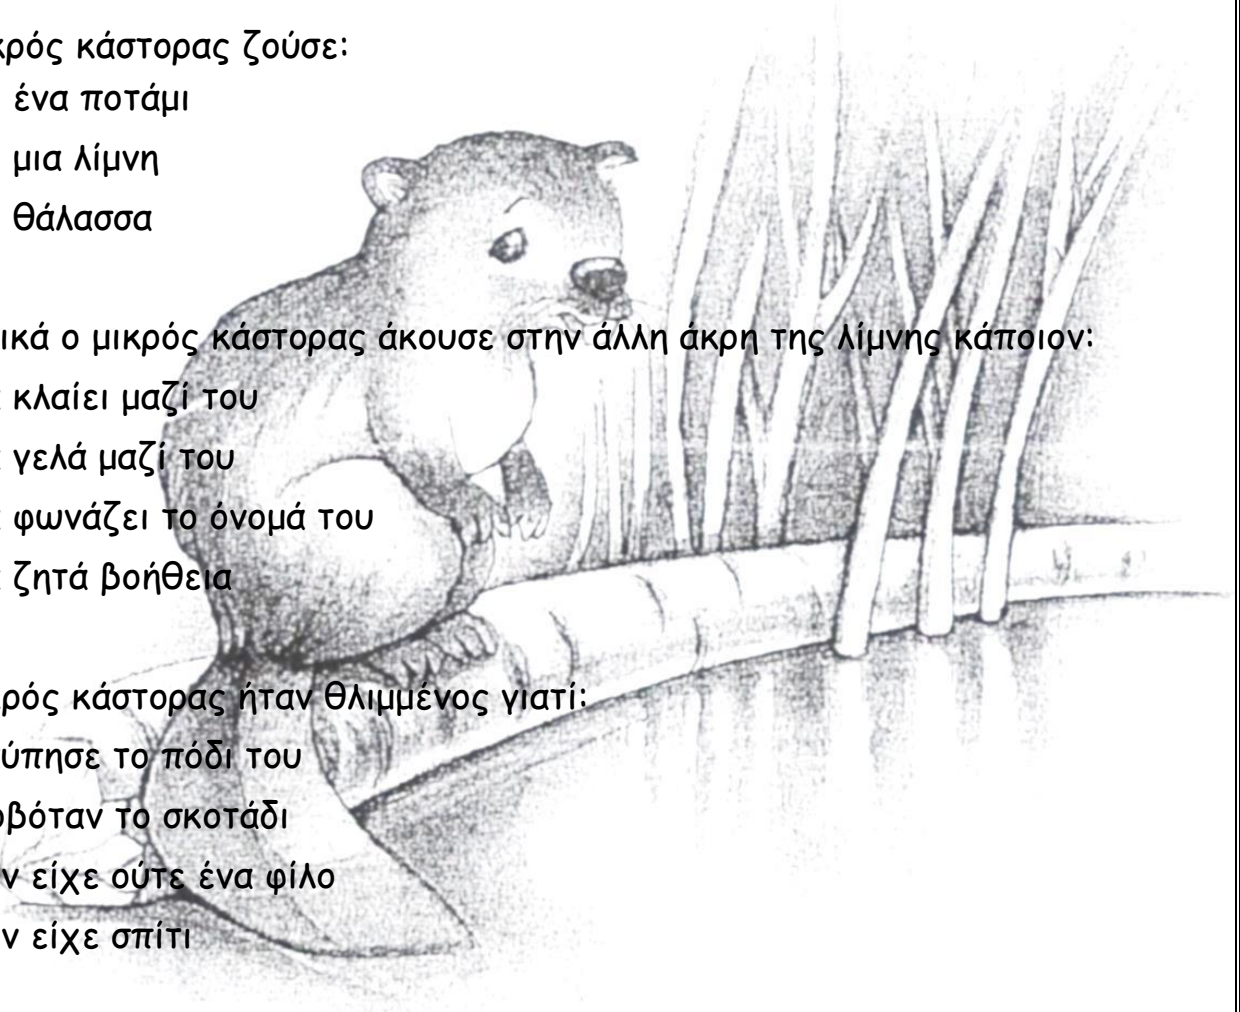 κρός κάστορας ζούσε:
ένα ποτάμι
μια λίμνη
θάλασσα
ικά ο μικρός κάστορας άκουσε στην άλλη άκρη της λίμνης κάποιον:
κλαίει μαζί του
γελά μαζί του
φωνάζει το όνομά του
ζητά βοήθεια
ρός κάστορας ήταν θλιμμένος γιατί:
ύπησε το πόδι του
οβόταν το σκοτάδι
ν είχε ούτε ένα φίλο
ν είχε σπίτι